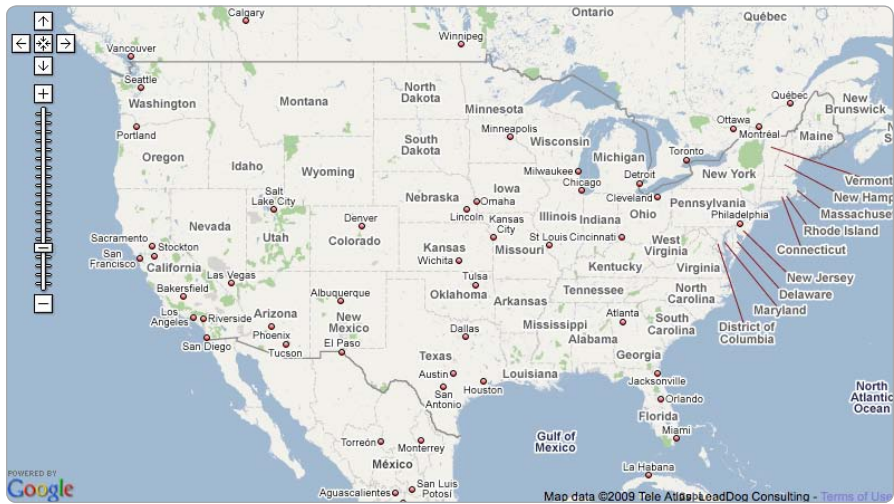 Calgary
Ontario
Québec
Winnipeg
Vancouver
Seattle
Washington
Montana
North
Dakota
Minnesota
Québec
New
Brunswick
Ottawa
Montréal
Maine
Portland
Minneapolis
Wisconsin
Michigan
Toronto
Oregon
Idaho
South
Dakota
Wyoming
Milwaukee
Chicago
Detroit
New York
Vermont
New Hamp
Massachuse
Rhode Island
Connecticut
Salt
Lake City
Nebraska
Iowa
Omaha
Lincoln
Cleveland
Pennsylvania
Philadelphia
Nevada
Denver
Colorado
Utah
Kansas
City
Illinois
Indiana
Ohio
Sacramento
Stockton
San
Francisco
California
Kansas
Wichita
Missouri
St Louis
Cincinnati
West
Virginia
Virginia
Kentucky
New Jersey
Delaware
Maryland
District of
Columbia
Las Vegas
Bakersfield
Albuquerque
Tulsa
Oklahoma
Arkansas
Tennessee
North
Carolina
Los
Angeles
Riverside
Arizona
Phoenix
New
Mexico
Tucson
San Diego
El Paso
Dallas
Mississippi
Alabama
Atlanta
South
Carolina
Georgia
Texas
Louisiana
Austin
San
Antonio
Houston
Jacksonville
Orlando
Florida
Miami
North
Atlantic
Ocean
Gulf of
Mexico
Torreón
Monterrey
México
La Habana
San Luis
Potosí
Aguascalientes
POWERED BY
Google
Map data ©2009 Tele Atlas, LeadDog Consulting - Terms of Use